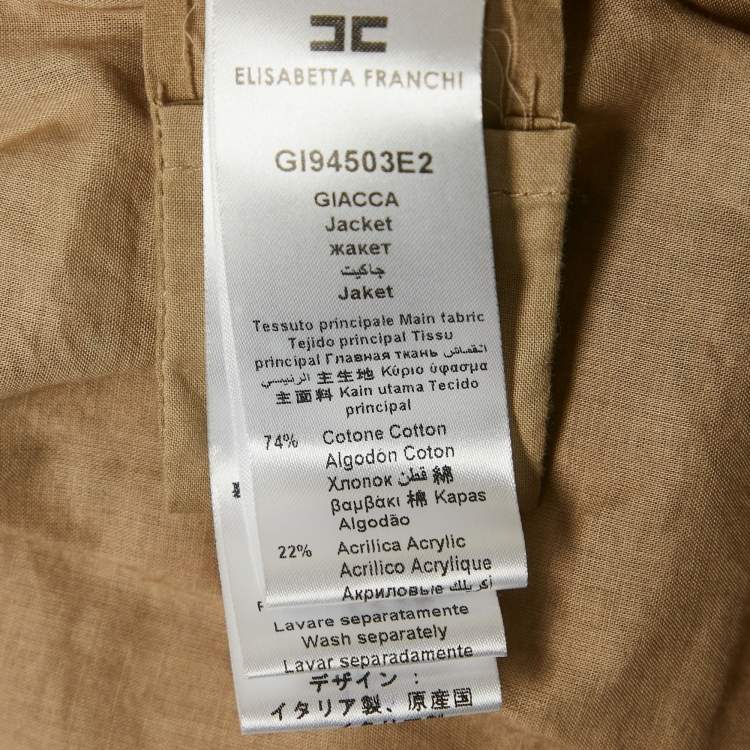 ELISABETTA FRANCHI
GI94503E2
GIACCA
Jacket
жакет
جاكيت
Jaket
Tessuto principale Main fabric
Tejido principal Tissu
principal Главная ткань القماش
الرئيسي 主生地 Κύριο ύφασμα
主面料 Kain utama Tecido
principal
74% Cotone Cotton
Algodón Coton
Хлопок قطن 綿
βαμβάκι 棉 Kapas
Algodão
22% Acrilica Acrylic
Acrílico Acrylique
Акриловые أكريلك
Lavare separatamente
Wash separately
Lavar separadamente
デザイン：
イタリア製、原産国